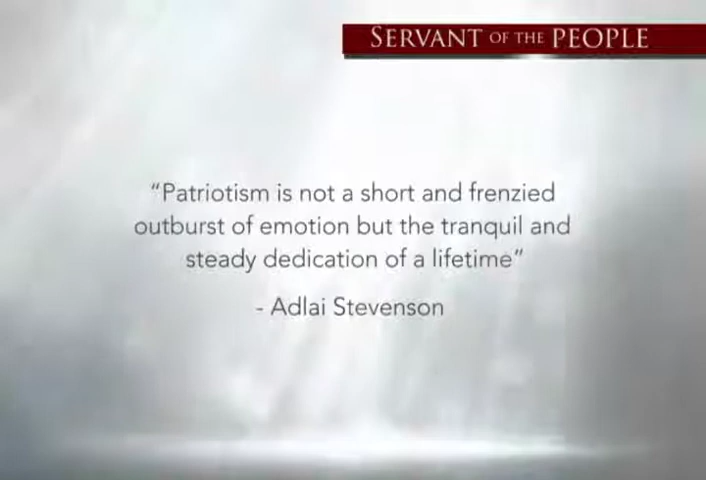 SERVANT OF THE PEOPLE
“Patriotism is not a short and frenzied
outburst of emotion but the tranquil and
steady dedication of a lifetime”
- Adlai Stevenson